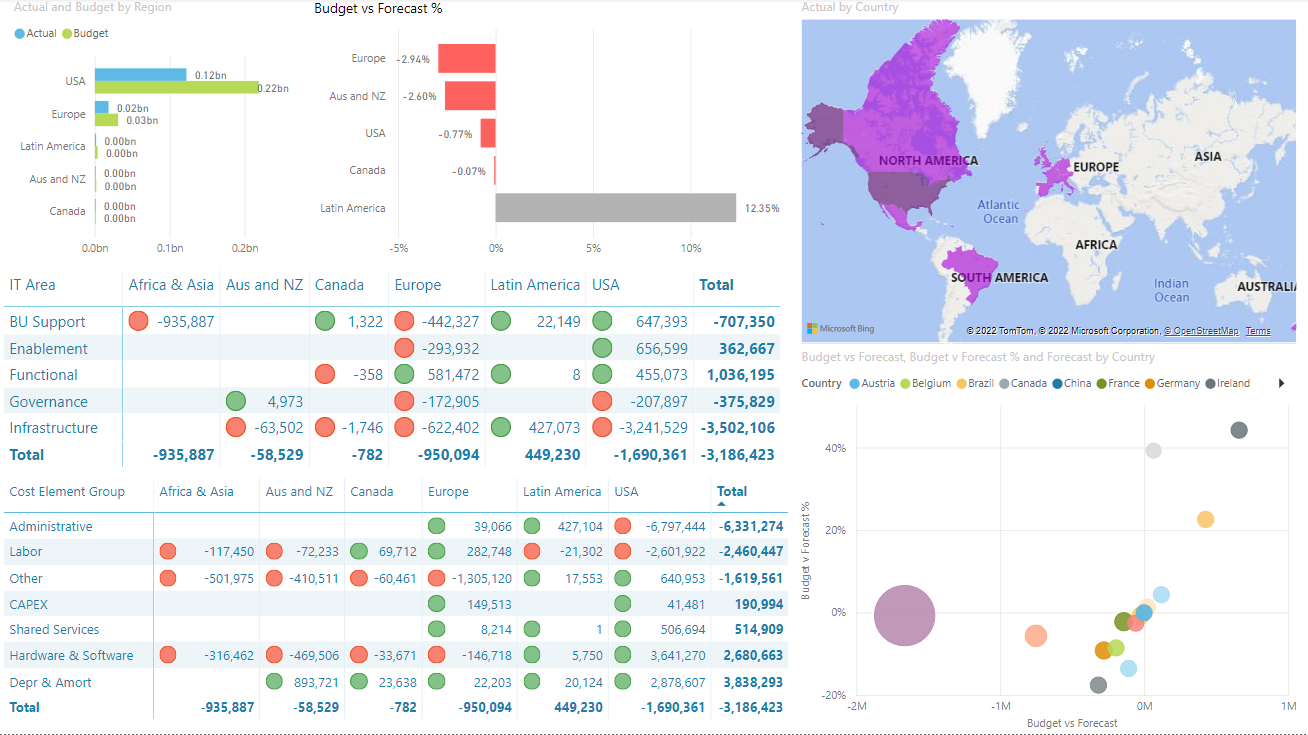 Actual and Budget by Region
Actual Budget
USA 0.12bn 0.22bn
Europe 0.02bn 0.03bn
Latin America 0.00bn 0.00bn
Aus and NZ 0.00bn 0.00bn
Canada 0.00bn 0.00bn
0.0bn 0.1bn 0.2bn
Budget vs Forecast %
Europe -2.94%
Aus and NZ -2.60%
USA -0.77%
Canada -0.07%
Latin America 12.35%
-5% 0% 5% 10%
Actual by Country
NORTH AMERICA
EUROPE
ASIA
Atlantic
Ocean
AFRICA
SOUTH AMERICA
Indian
Ocean
AUSTRALIA
Microsoft Bing
© 2022 TomTom, © 2022 Microsoft Corporation, © OpenStreetMap Terms
IT Area Africa & Asia Aus and NZ Canada Europe Latin America USA Total
BU Support -935,887 1,322 -442,327 22,149 647,393 -707,350
Enablement -293,932 656,599 362,667
Functional -358 581,472 8 455,073 1,036,195
Governance 4,973 -172,905 -207,897 -375,829
Infrastructure -63,502 -1,746 -622,402 427,073 -3,241,529 -3,502,106
Total -935,887 -58,529 -782 -950,094 449,230 -1,690,361 -3,186,423
Cost Element Group Africa & Asia Aus and NZ Canada Europe Latin America USA Total
Administrative 39,066 427,104 -6,797,444 -6,331,274
Labor -117,450 -72,233 69,712 282,748 -21,302 -2,601,922 -2,460,447
Other -501,975 -410,511 -60,461 -1,305,120 17,553 640,953 -1,619,561
CAPEX 149,513 41,481 190,994
Shared Services 8,214 1 506,694 514,909
Hardware & Software -316,462 -469,506 -33,671 -146,718 5,750 3,641,270 2,680,663
Depr & Amort 893,721 23,638 22,203 20,124 2,878,607 3,838,293
Total -935,887 -58,529 -782 -950,094 449,230 -1,690,361 -3,186,423
Budget vs Forecast, Budget v Forecast % and Forecast by Country
Country Austria Belgium Brazil Canada China France Germany Ireland
Budget v Forecast %
40%
20%
0%
-20%
-2M -1M 0M 1M
Budget vs Forecast